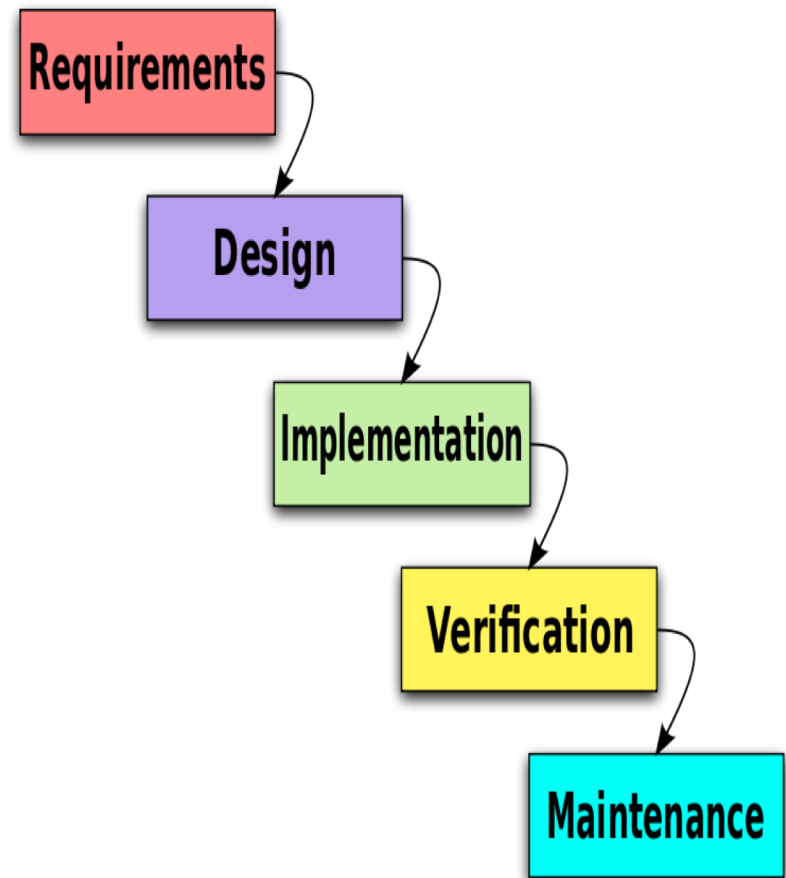 Requirements
Design
Implementation
Verification
Maintenance